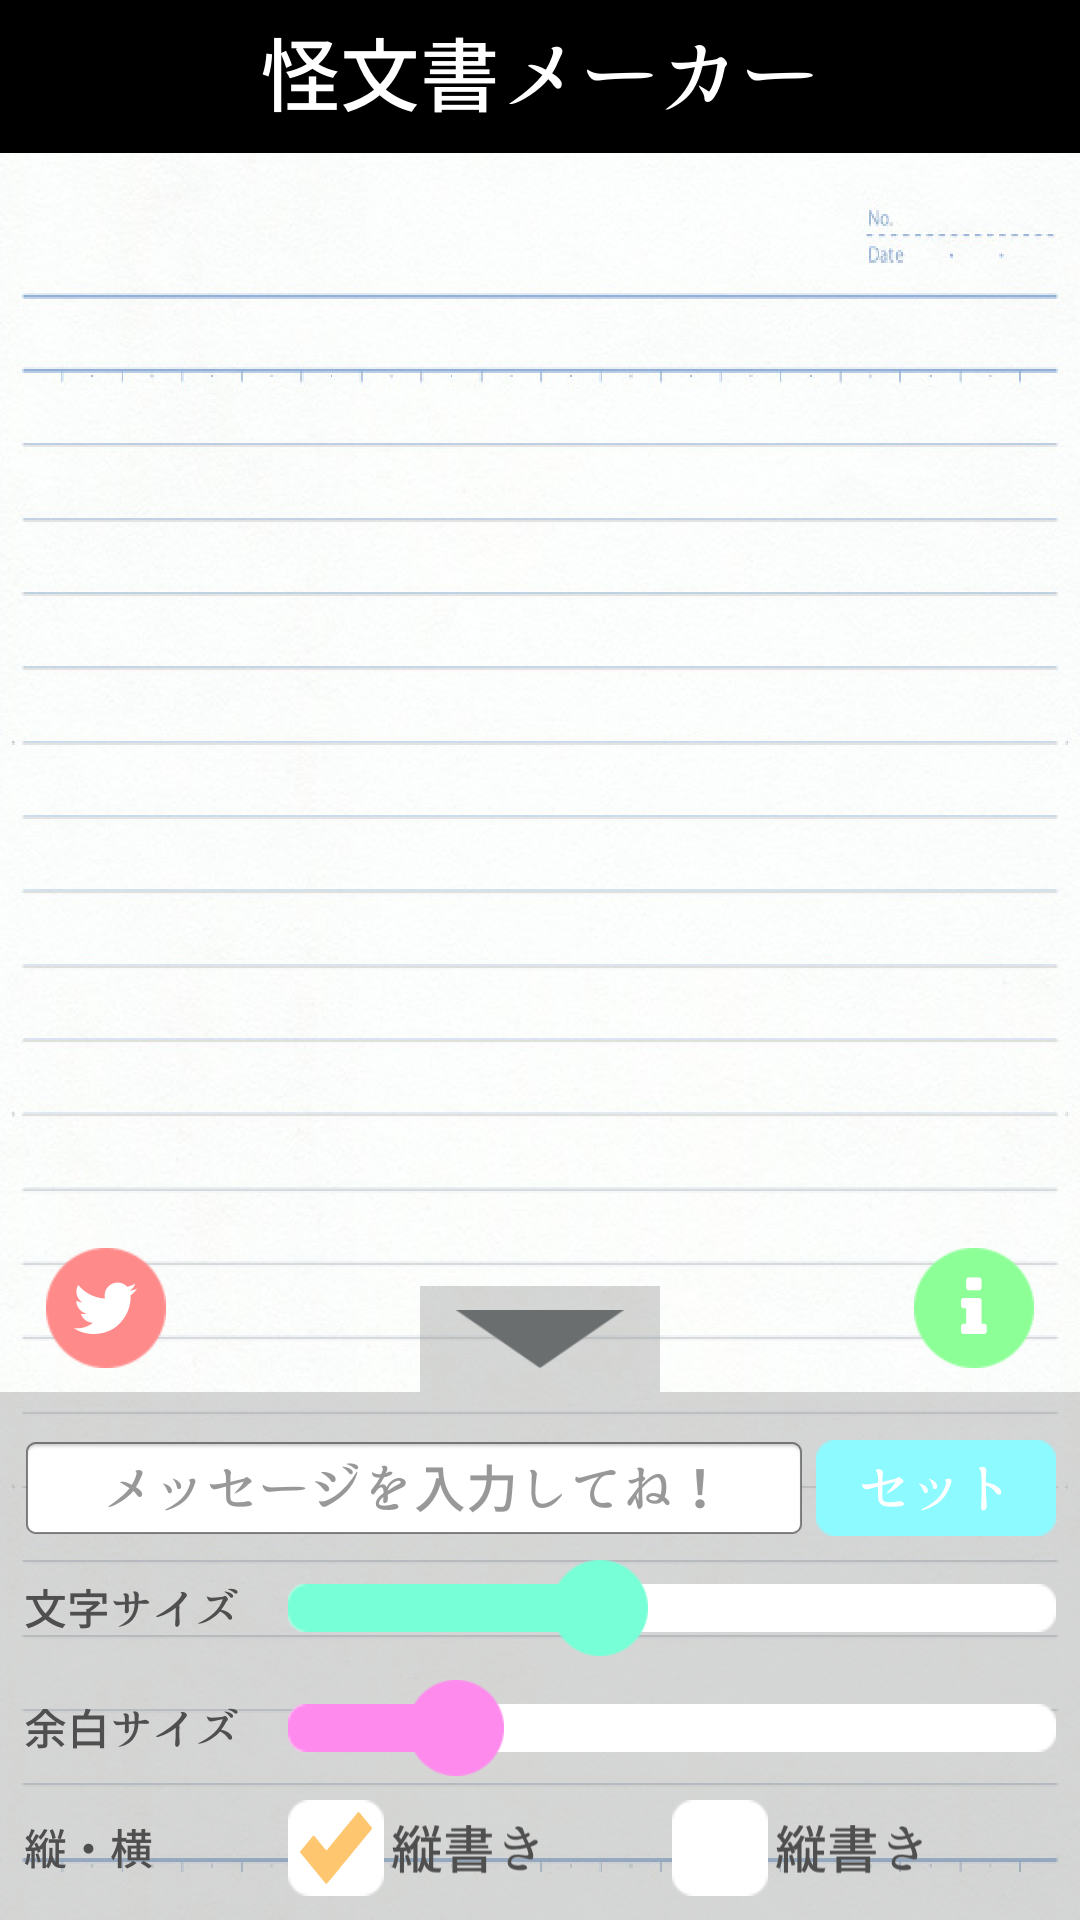 怪文書メーカー
No.
Date
メッセージを入力してね！
セット
文字サイズ
余白サイズ
縦・横
縦書き
縦書き